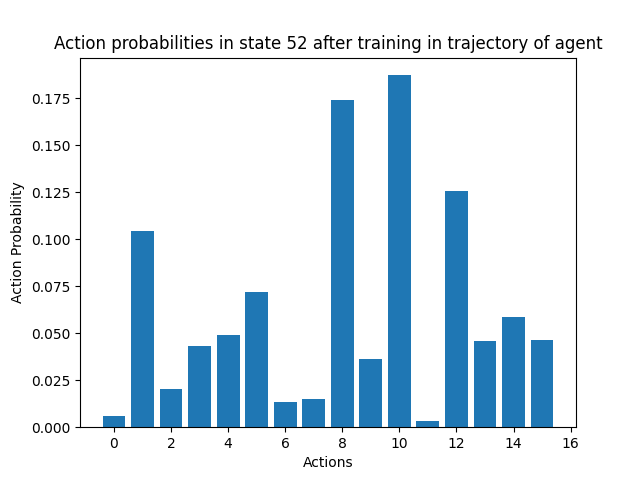 Action probabilities in state 52 after training in trajectory of agent
0.175
0.150
0.125
0.100
0.075
0.050
0.025
0.000
Action Probability
0 2 4 6 8 10 12 14 16
Actions